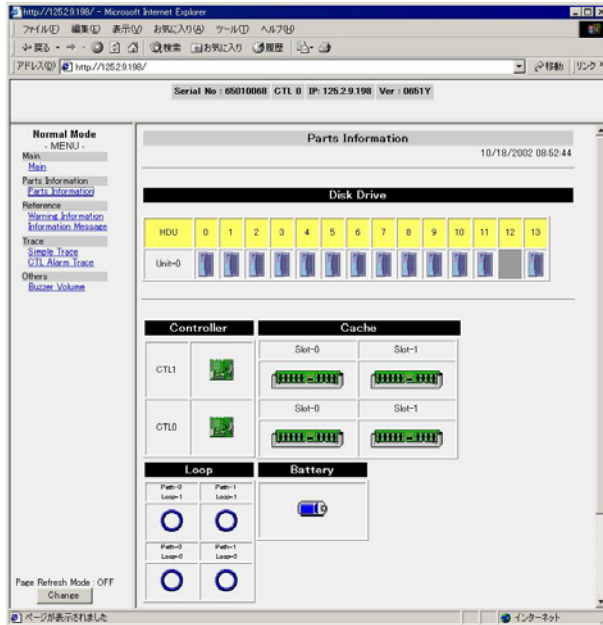 http://125.2.9.198/ - Microsoft Internet Explorer
ファイル(F) 編集(E) 表示(V) お気に入り(A) ツール(T) ヘルプ(H)
戻る 検索 お気に入り 履歴
アドレス(D) http://125.2.9.198/ 移動 リンク
Serial No : 65010068 CTL 0 IP: 125.2.9.198 Ver : 0651Y
Normal Mode
- MENU -
Main
Main
Parts Information
Parts Information
Reference
Warning Information
Information Message
Trace
Simple Trace
CTL Alarm Trace
Others
Buzzer Volume
Page Refresh Mode : OFF
Change
Parts Information
10/18/2002 08:52:44
Disk Drive
HDU 0 1 2 3 4 5 6 7 8 9 10 11 12 13
Unit-0
Controller Cache
Slot-0 Slot-1
CTL1
Slot-0 Slot-1
CTL0
Loop Battery
Path-0 Path-1
Loop-1 Loop-1
Path-0 Path-1
Loop-0 Loop-0
ページが表示されました インターネット